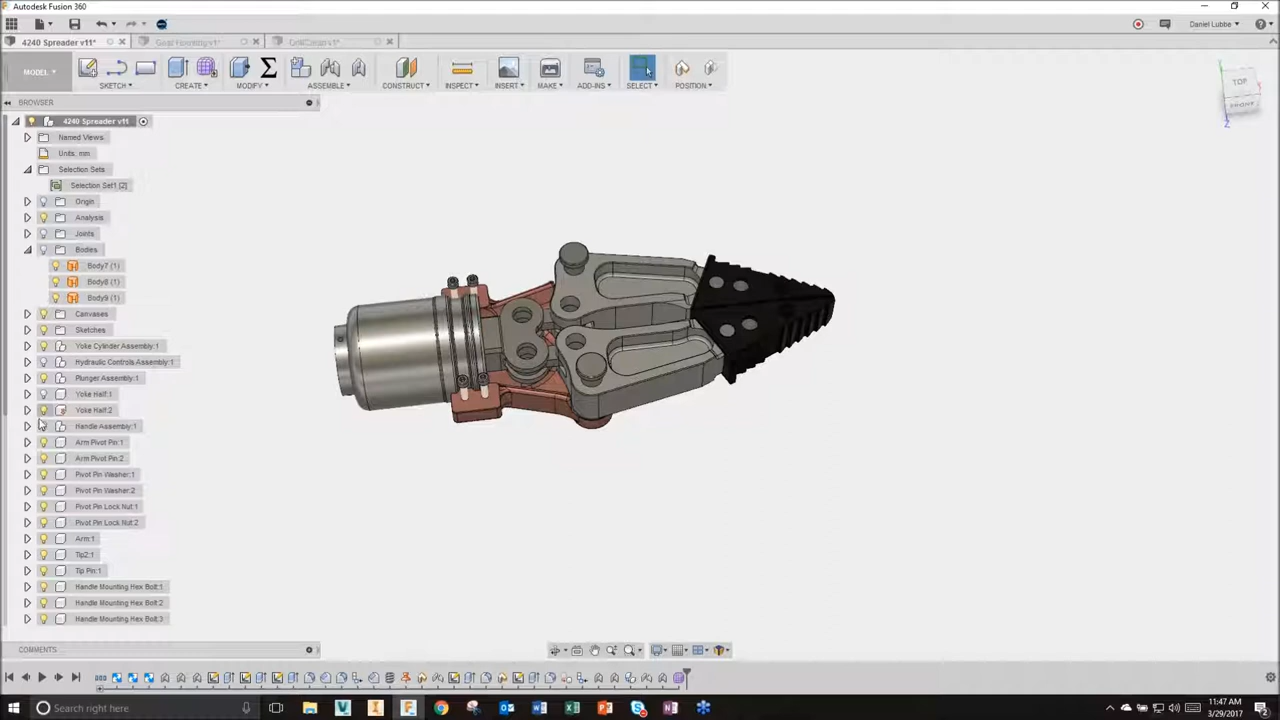 Autodesk Fusion 360
Daniel Lubbe
4240 Spreader v11*
MODEL
SKETCH
CREATE
MODIFY
ASSEMBLE
CONSTRUCT
INSPECT
INSERT
MAKE
ADD-INS
SELECT
POSITION
TOP
FRONT
Z
BROWSER
4240 Spreader v11
Named Views
Units: mm
Selection Sets
Selection Set1 [2]
Origin
Analysis
Joints
Bodies
Body7 (1)
Body8 (1)
Body9 (1)
Canvases
Sketches
Yoke Cylinder Assembly:1
Hydraulic Controls Assembly:1
Plunger Assembly:1
Yoke Half:1
Yoke Half:2
Handle Assembly:1
Arm Pivot Pin:1
Arm Pivot Pin:2
Pivot Pin Washer:1
Pivot Pin Washer:2
Pivot Pin Lock Nut:1
Pivot Pin Lock Nut:2
Arm:1
Tip2:1
Tip Pin:1
Handle Mounting Hex Bolt:1
Handle Mounting Hex Bolt:2
Handle Mounting Hex Bolt:3
COMMENTS
Search right here
11:47 AM
3/29/2017